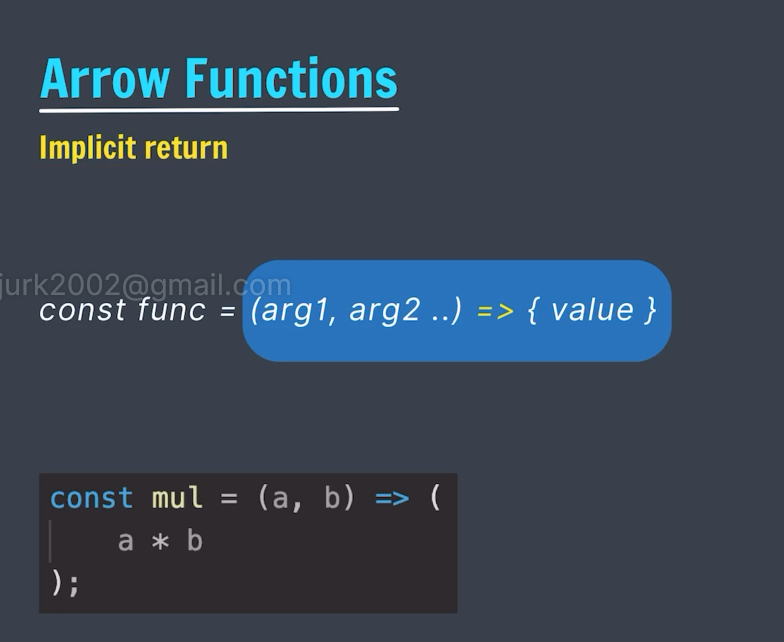 Arrow Functions
Implicit return
jurk2002@gmail.com
const func = (arg1, arg2 ..) => { value }
const mul = (a, b) => (
    a * b
);